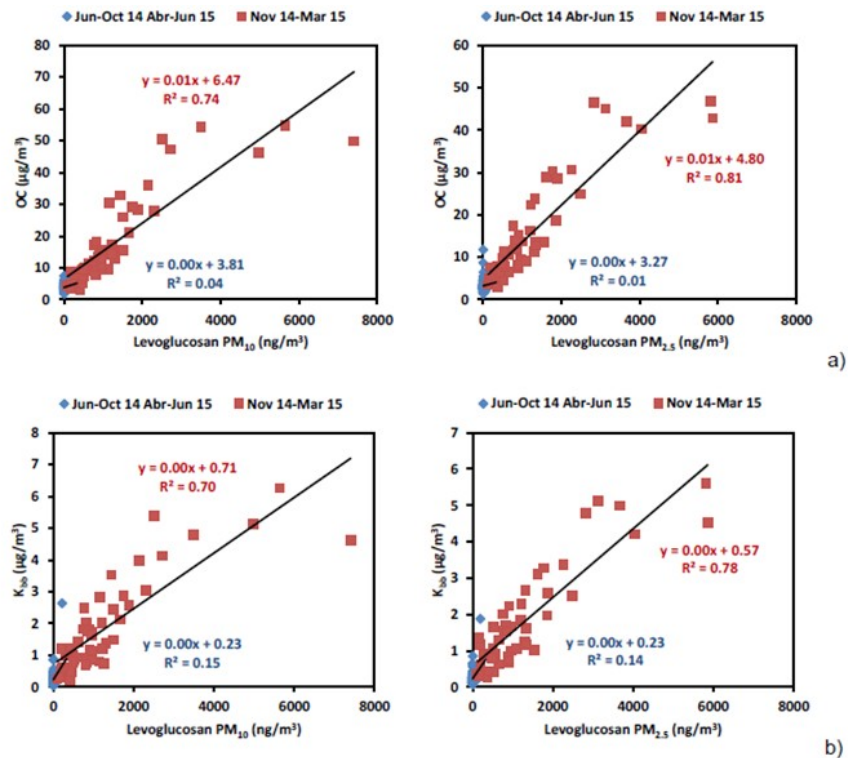 Jun-Oct 14 Abr-Jun 15 Nov 14-Mar 15
80
70
60
50
40
30
20
10
0
OC (µg/m³)
y = 0.01x + 6.47
R² = 0.74
y = 0.00x + 3.81
R² = 0.04
0 2000 4000 6000 8000
Levoglucosan PM₁₀ (ng/m³)
Jun-Oct 14 Abr-Jun 15 Nov 14-Mar 15
60
50
40
30
20
10
0
OC (µg/m³)
y = 0.01x + 4.80
R² = 0.81
y = 0.00x + 3.27
R² = 0.01
0 2000 4000 6000 8000
Levoglucosan PM₂.₅ (ng/m³)
a)
Jun-Oct 14 Abr-Jun 15 Nov 14-Mar 15
8
7
6
5
4
3
2
1
0
K_bb (µg/m³)
y = 0.00x + 0.71
R² = 0.70
y = 0.00x + 0.23
R² = 0.15
0 2000 4000 6000 8000
Levoglucosan PM₁₀ (ng/m³)
Jun-Oct 14 Abr-Jun 15 Nov 14-Mar 15
7
6
5
4
3
2
1
0
K_bb (µg/m³)
y = 0.00x + 0.57
R² = 0.78
y = 0.00x + 0.23
R² = 0.14
0 2000 4000 6000 8000
Levoglucosan PM₂.₅ (ng/m³)
b)